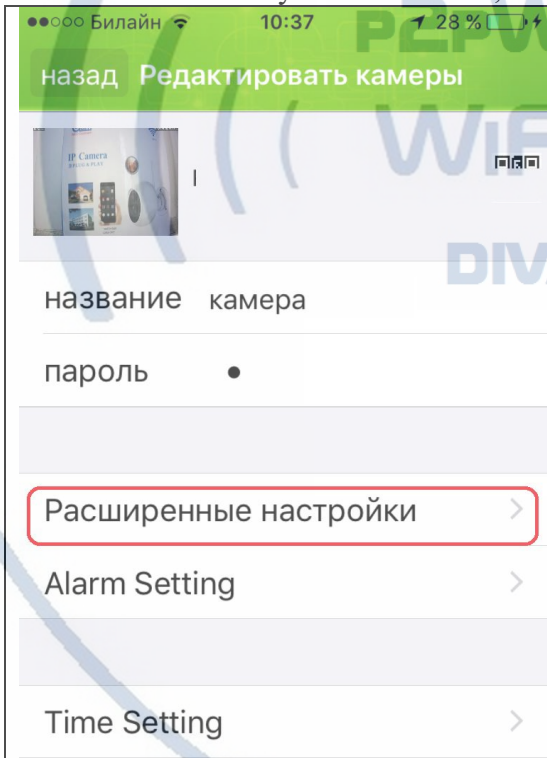 Билайн 10:37 28 %
назад Редактировать камеры
IP Camera
название камера
пароль
Расширенные настройки
Alarm Setting
Time Setting